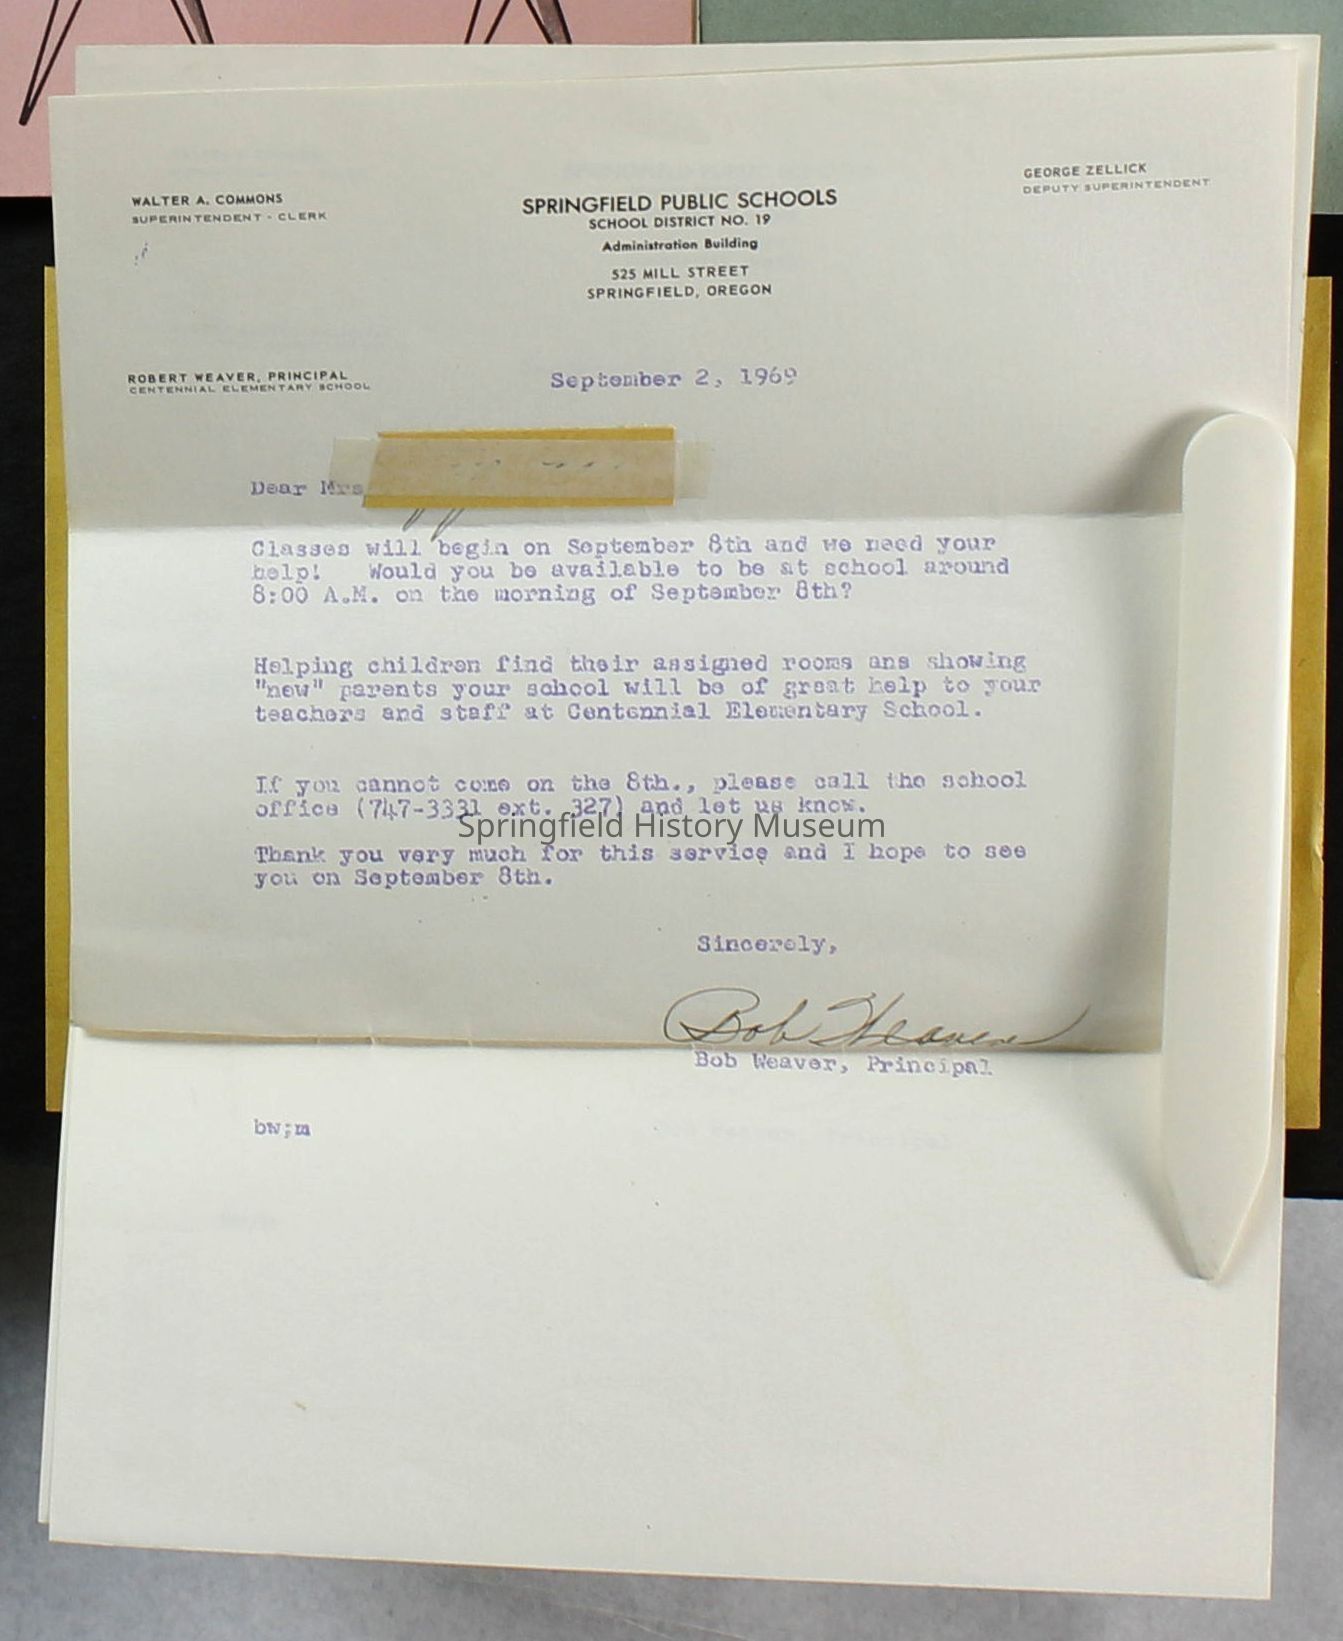 WALTER A. COMMONS
SUPERINTENDENT - CLERK
SPRINGFIELD PUBLIC SCHOOLS
SCHOOL DISTRICT NO. 19
Administration Building
525 MILL STREET
SPRINGFIELD, OREGON
GEORGE ZELLICK
DEPUTY SUPERINTENDENT
ROBERT WEAVER, PRINCIPAL
CENTENNIAL ELEMENTARY SCHOOL
September 2, 1969
Dear Mrs
Classes will begin on September 8th and we need your
help! Would you be available to be at school around
8:00 A.M. on the morning of September 8th?
Helping children find their assigned rooms ans showing
"new" parents your school will be of great help to your
teachers and staff at Centennial Elementary School.
If you cannot come on the 8th., please call the school
office (747-3331 ext. 327) and let us know.
Springfield History Museum
Thank you very much for this service and I hope to see
you on September 8th.
Sincerely,
Bob Weaver
Bob Weaver, Principal
bw;m